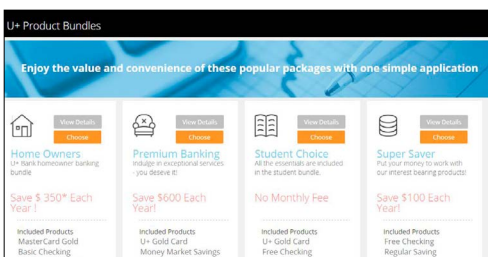 U+ Product Bundles
Enjoy the value and convenience of these popular packages with one simple application
View Details
Choose
Home Owners
U+ Bank homeowner banking
bundle
Save $ 350* Each
Year !
Included Products
MasterCard Gold
Basic Checking
View Details
Choose
Premium Banking
Indulge in exceptional services
- you deseve it!
Save $600 Each
Year!
Included Products
U+ Gold Card
Money Market Savings
View Details
Choose
Student Choice
All the essentials are included
in the student bundle.
No Monthly Fee
Included Products
U+ Gold Card
Free Checking
View Details
Choose
Super Saver
Put your money to work with
our interest bearing products!
Save $100 Each
Year!
Included Products
Free Checking
Regular Saving